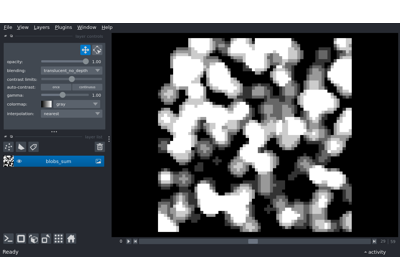 File View Layers Plugins Window Help
opacity: 1.00
blending: translucent_no_depth
contrast limits:
auto-contrast: once continuous
gamma: 1.00
colormap: gray
interpolation: nearest
blobs_sum
Ready
activity